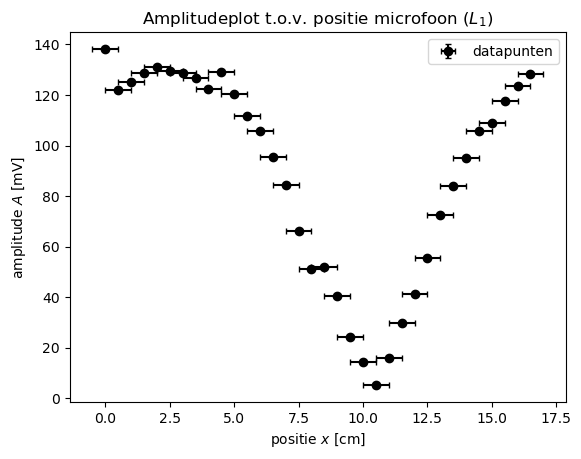 Amplitudeplot t.o.v. positie microfoon (L₁)
datapunten
amplitude A [mV]
140
120
100
80
60
40
20
0
0.0 2.5 5.0 7.5 10.0 12.5 15.0 17.5
positie x [cm]